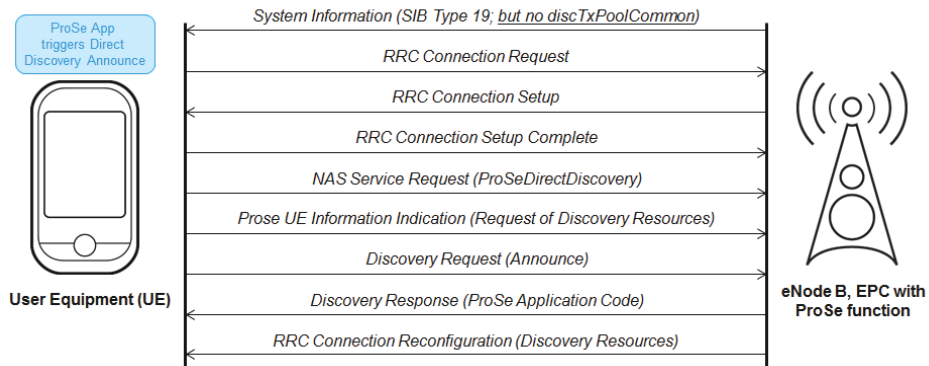 System Information (SIB Type 19; but no discTxPoolCommon)
ProSe App
triggers Direct
Discovery Announce
RRC Connection Request
RRC Connection Setup
RRC Connection Setup Complete
NAS Service Request (ProSeDirectDiscovery)
Prose UE Information Indication (Request of Discovery Resources)
Discovery Request (Announce)
User Equipment (UE)
Discovery Response (ProSe Application Code)
eNode B, EPC with
ProSe function
RRC Connection Reconfiguration (Discovery Resources)